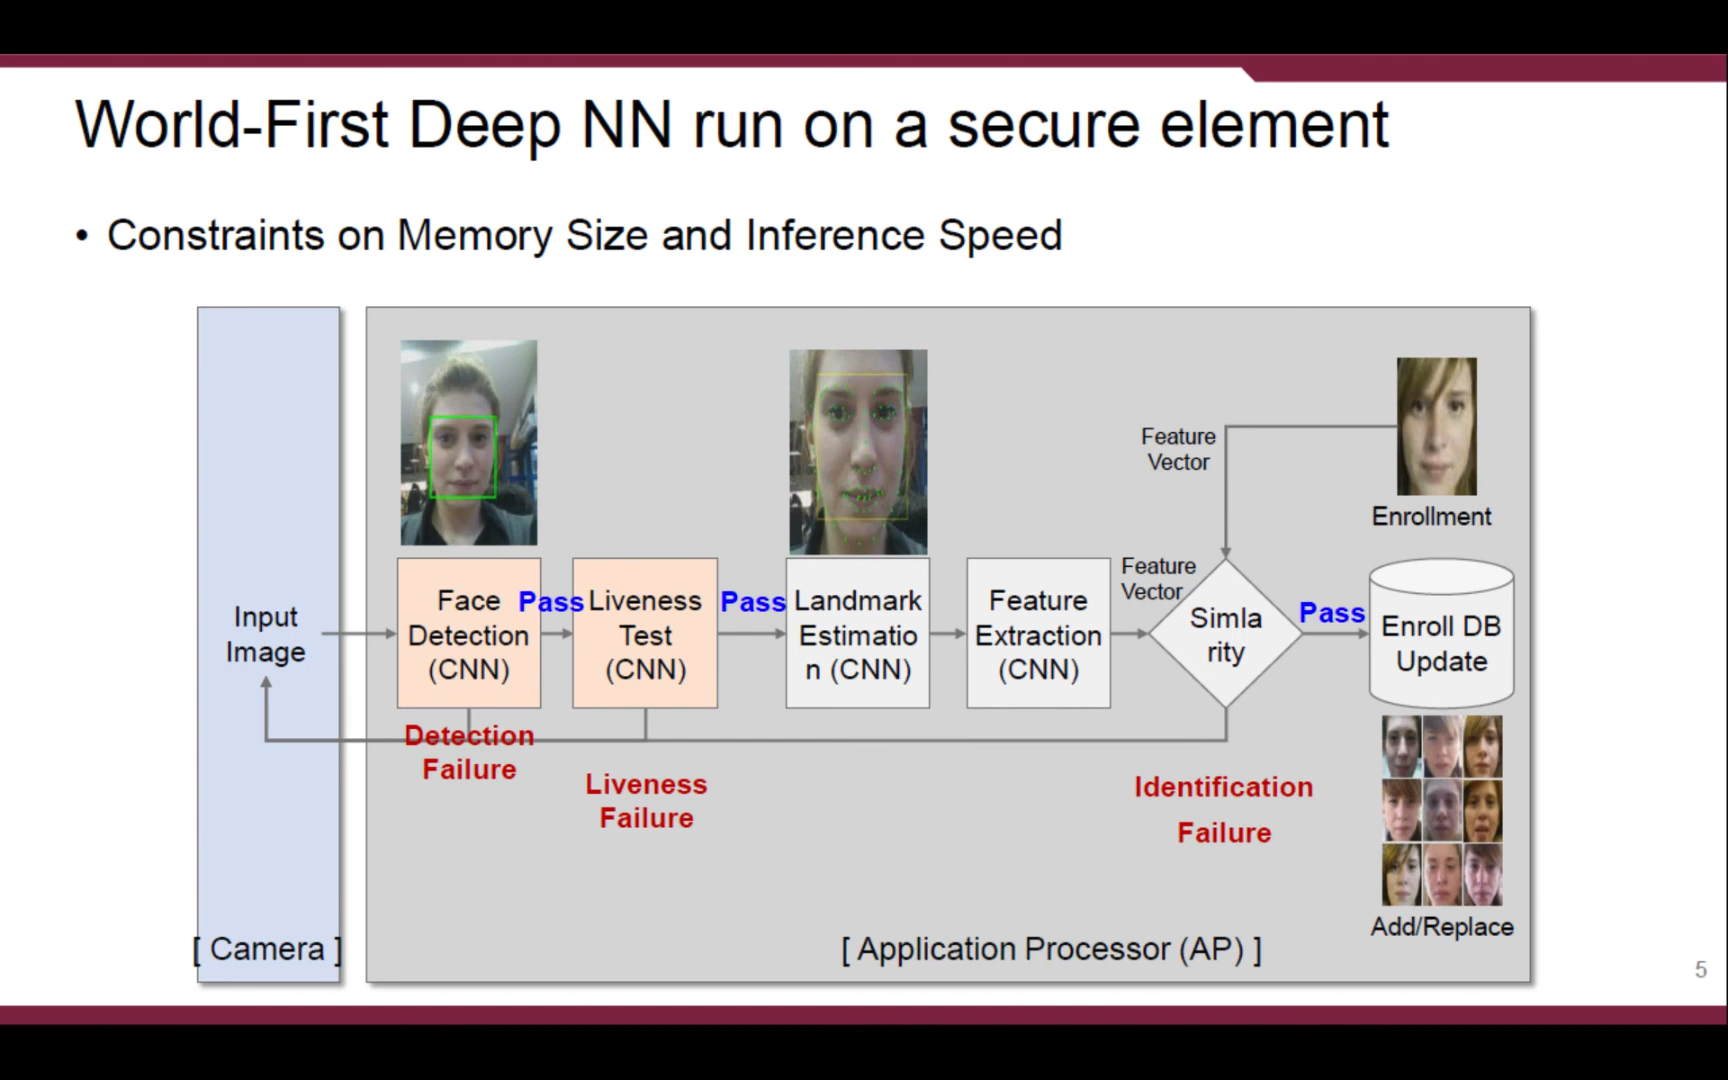 World-First Deep NN run on a secure element
• Constraints on Memory Size and Inference Speed
Input
Image
[ Camera ]
Face
Detection
(CNN)
Pass
Liveness
Test
(CNN)
Pass
Landmark
Estimatio
n (CNN)
Feature
Extraction
(CNN)
Feature
Vector
Feature
Vector
Simla
rity
Pass
Enrollment
Enroll DB
Update
Detection
Failure
Liveness
Failure
Identification
Failure
Add/Replace
[ Application Processor (AP) ]
5